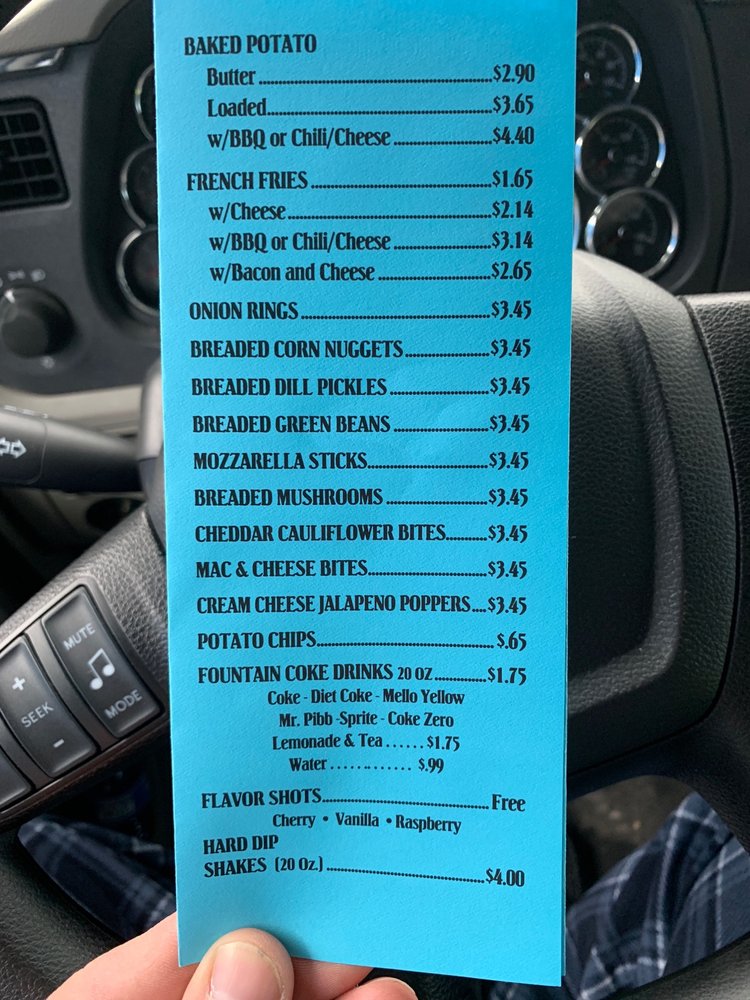 BAKED POTATO
Butter ........................................................$2.90
Loaded......................................................$3.65
w/BBQ or Chili/Cheese ........................$4.40
FRENCH FRIES ............................................$1.65
w/Cheese..................................................$2.14
w/BBQ or Chili/Cheese ........................$3.14
w/Bacon and Cheese ...........................$2.65
ONION RINGS..............................................$3.45
BREADED CORN NUGGETS.....................$3.45
BREADED DILL PICKLES ........................$3.45
BREADED GREEN BEANS .......................$3.45
MOZZARELLA STICKS.............................$3.45
BREADED MUSHROOMS .........................$3.45
CHEDDAR CAULIFLOWER BITES..........$3.45
MAC & CHEESE BITES.............................$3.45
CREAM CHEESE JALAPENO POPPERS....$3.45
POTATO CHIPS........................................... $.65
FOUNTAIN COKE DRINKS 20 OZ.............$1.75
Coke - Diet Coke - Mello Yellow
Mr. Pibb -Sprite - Coke Zero
Lemonade & Tea ...... $1.75
Water ............. $.99
FLAVOR SHOTS......................................... Free
Cherry • Vanilla • Raspberry
HARD DIP
SHAKES (20 Oz.) ......................................$4.00
MUTE
+
SEEK
-
MODE